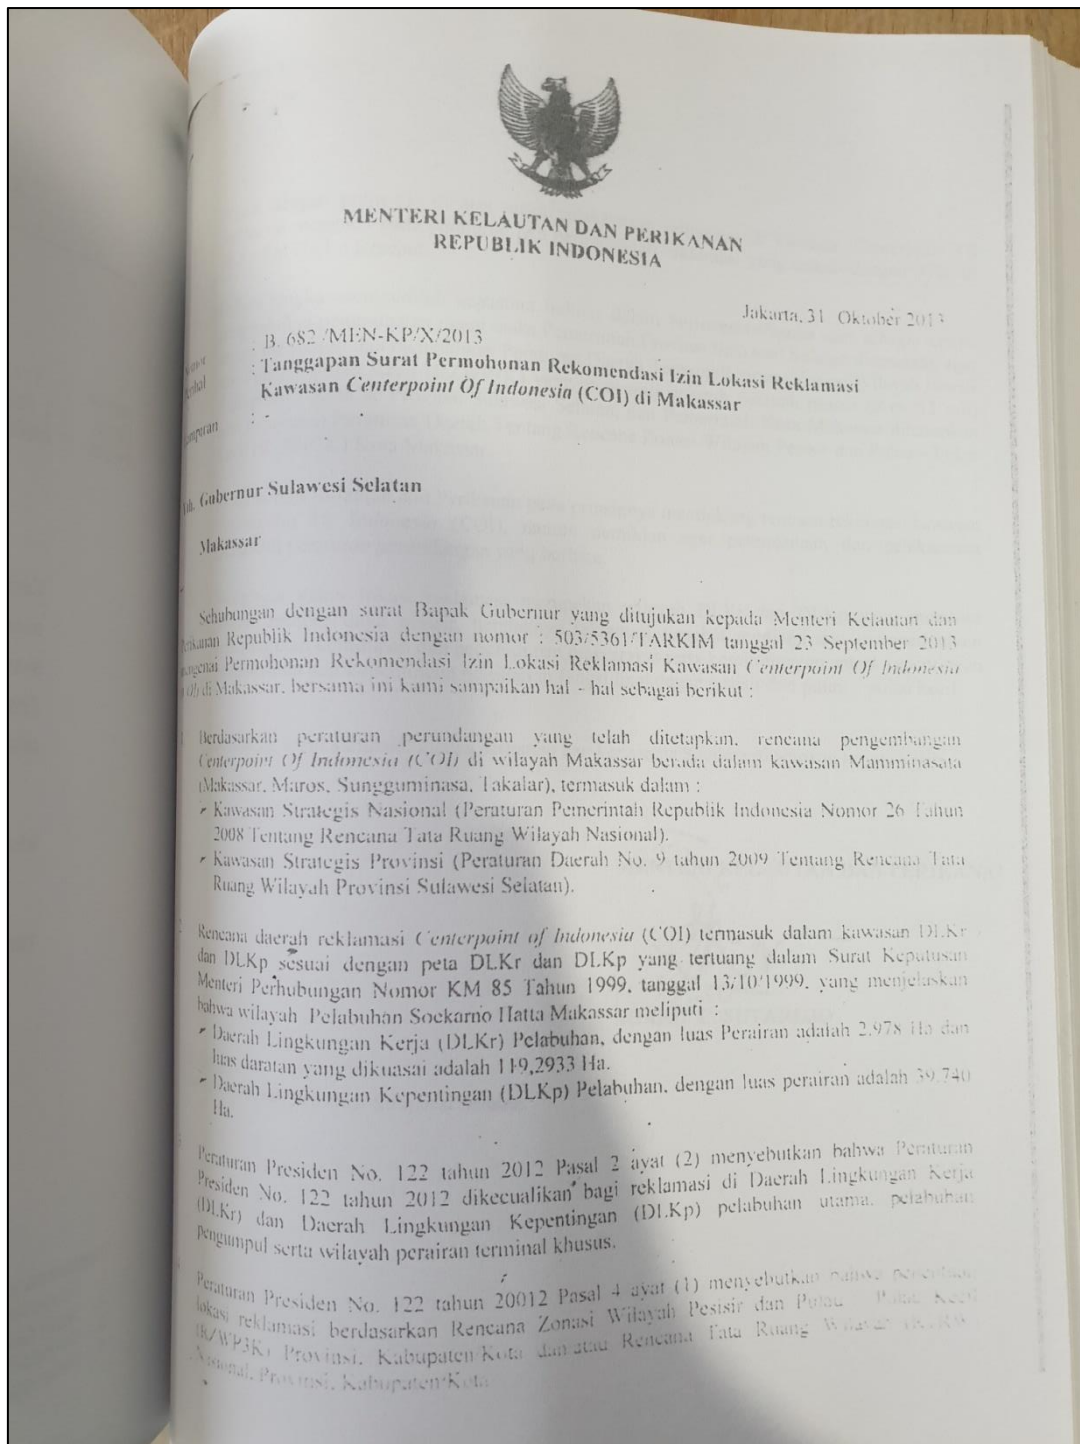 MENTERI KELAUTAN DAN PERIKANAN
REPUBLIK INDONESIA
Jakarta, 31 Oktober 2013
: B. 682 /MEN-KP/X/2013
: Tanggapan Surat Permohonan Rekomendasi Izin Lokasi Reklamasi
Kawasan Centerpoint Of Indonesia (COI) di Makassar
: -
Yth. Gubernur Sulawesi Selatan
Makassar
Sehubungan dengan surat Bapak Gubernur yang ditujukan kepada Menteri Kelautan dan
Perikanan Republik Indonesia dengan nomor : 503/5361/TARKIM tanggal 23 September 2013
mengenai Permohonan Rekomendasi Izin Lokasi Reklamasi Kawasan Centerpoint Of Indonesia
di Makassar, bersama ini kami sampaikan hal - hal sebagai berikut :
Berdasarkan peraturan perundangan yang telah ditetapkan, rencana pengembangan
Centerpoint Of Indonesia (COI) di wilayah Makassar berada dalam kawasan Mamminasata
(Makassar, Maros, Sungguminasa, Takalar), termasuk dalam :
Kawasan Strategis Nasional (Peraturan Pemerintah Republik Indonesia Nomor 26 Tahun
2008 Tentang Rencana Tata Ruang Wilayah Nasional).
Kawasan Strategis Provinsi (Peraturan Daerah No. 9 tahun 2009 Tentang Rencana Tata
Ruang Wilayah Provinsi Sulawesi Selatan).
Rencana daerah reklamasi Centerpoint of Indonesia (COI) termasuk dalam kawasan DLKr
dan DLKp sesuai dengan peta DLKr dan DLKp yang tertuang dalam Surat Keputusan
Menteri Perhubungan Nomor KM 85 Tahun 1999, tanggal 13/10/1999, yang menjelaskan
bahwa wilayah Pelabuhan Soekarno Hatta Makassar meliputi :
Daerah Lingkungan Kerja (DLKr) Pelabuhan, dengan luas Perairan adalah 2.978 Ha dan
luas daratan yang dikuasai adalah 119,2933 Ha.
Daerah Lingkungan Kepentingan (DLKp) Pelabuhan, dengan luas perairan adalah 39.740
Ha.
Peraturan Presiden No. 122 tahun 2012 Pasal 2 ayat (2) menyebutkan bahwa Peraturan
Presiden No. 122 tahun 2012 dikecualikan bagi reklamasi di Daerah Lingkungan Kerja
(DLKr) dan Daerah Lingkungan Kepentingan (DLKp) pelabuhan utama, pelabuhan
pengumpul serta wilayah perairan terminal khusus.
Peraturan Presiden No. 122 tahun 20012 Pasal 4 ayat (1) menyebutkan bahwa penentuan
lokasi reklamasi berdasarkan Rencana Zonasi Wilayah Pesisir dan Pulau - Pulau Kecil
Provinsi, Kabupaten/Kota dan/atau Rencana Tata Ruang Wilayah
Nasional, Provinsi, Kabupaten/Kota